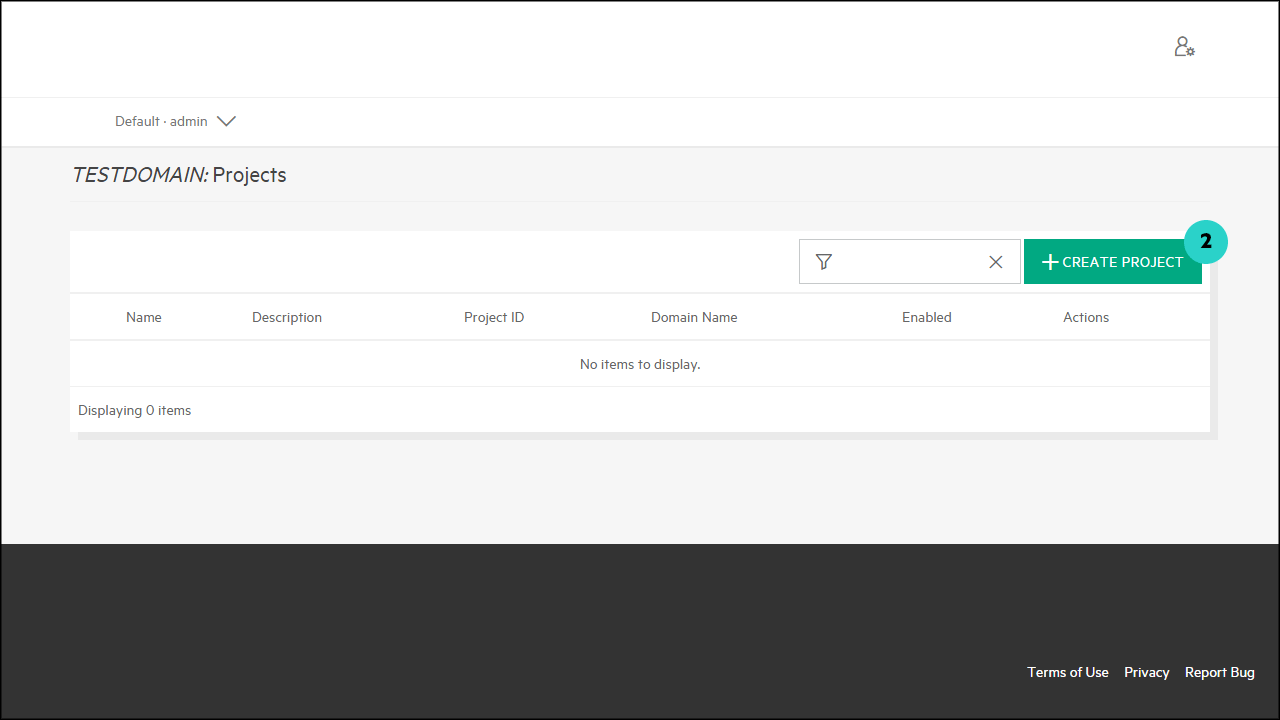 Default · admin
TESTDOMAIN: Projects
2
CREATE PROJECT
Name Description Project ID Domain Name Enabled Actions
No items to display.
Displaying 0 items
Terms of Use Privacy Report Bug